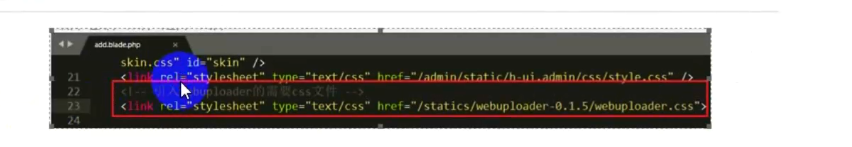 add.blade.php ×
skin.css" id="skin" />
21 <link rel="stylesheet" type="text/css" href="/admin/static/h-ui.admin/css/style.css" />
22 <!-- 引入webuploader的需要css文件 -->
23 <link rel="stylesheet" type="text/css" href="/statics/webuploader-0.1.5/webuploader.css">
24